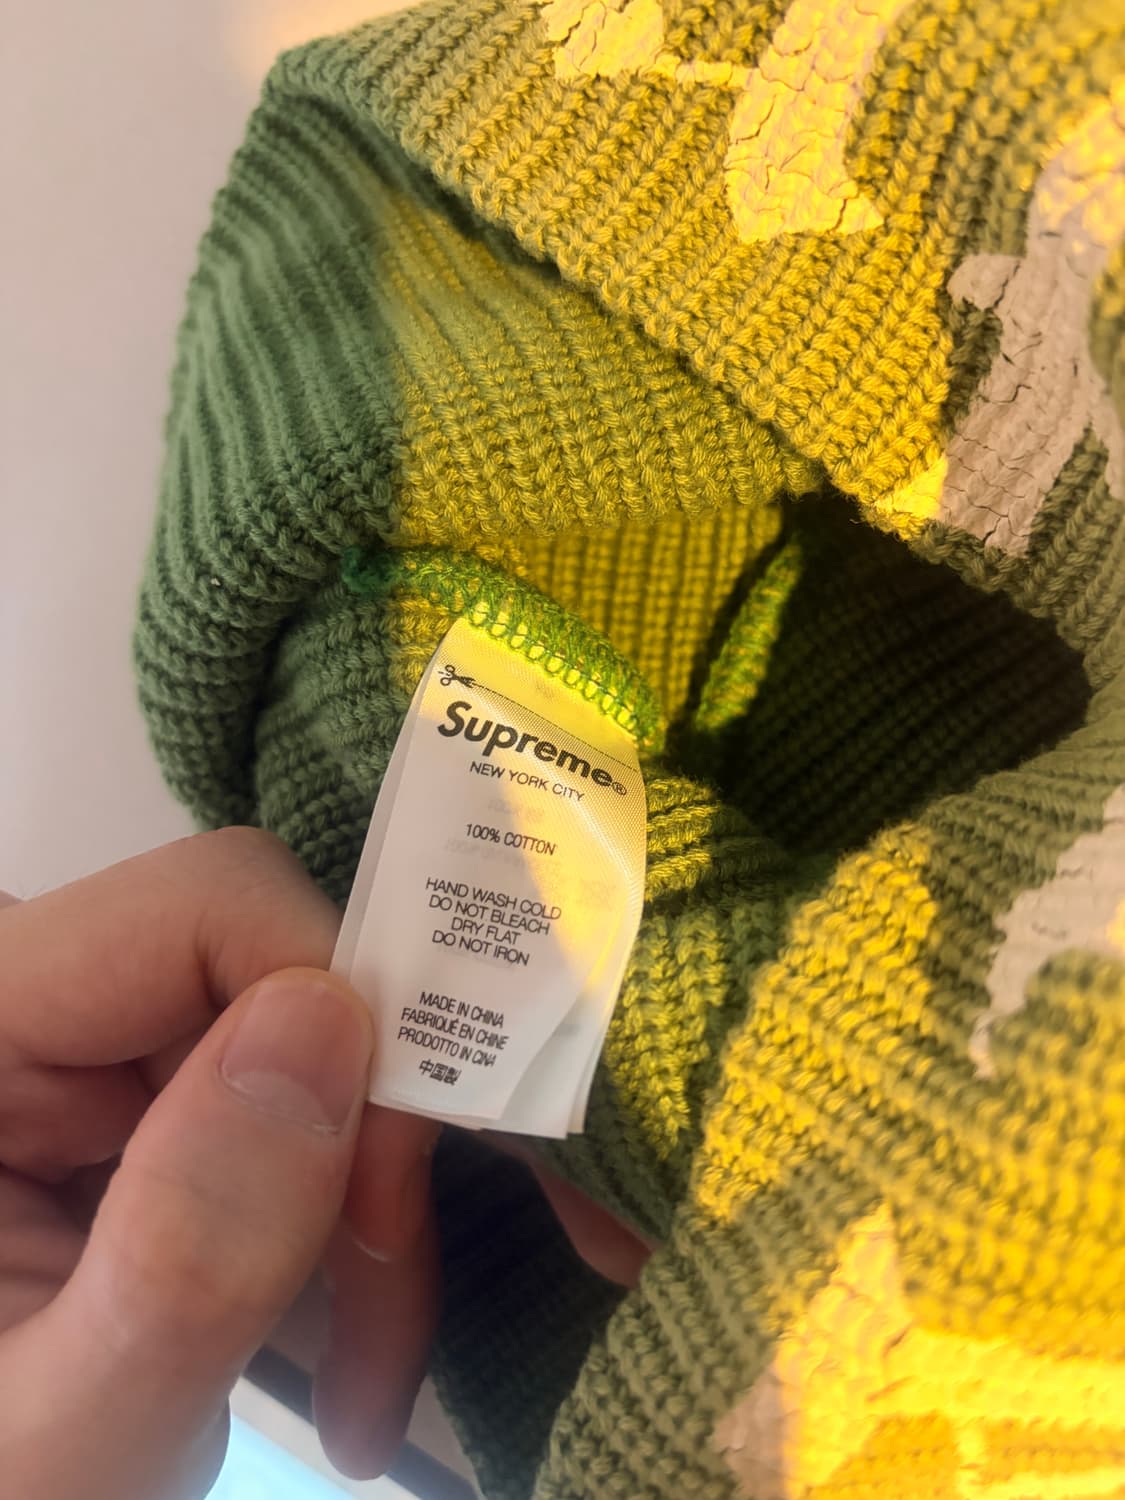 Supreme®
NEW YORK CITY
100% COTTON
HAND WASH COLD
DO NOT BLEACH
DRY FLAT
DO NOT IRON
MADE IN CHINA
FABRIQUÉ EN CHINE
PRODOTTO IN CINA
中国製